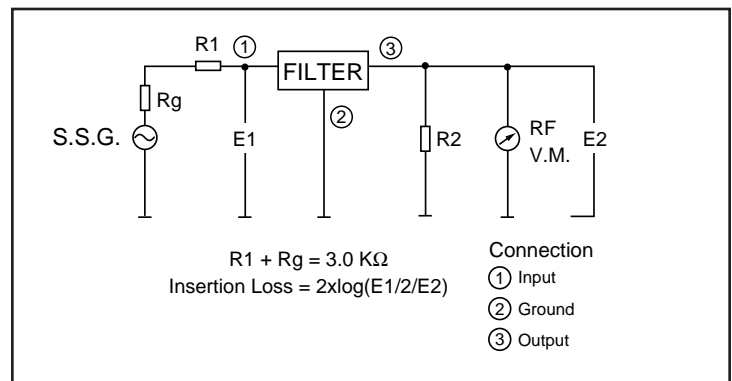 R1 ① ③
FILTER
Rg
②
S.S.G. E1 R2 RF V.M. E2
R1 + Rg = 3.0 KΩ
Insertion Loss = 2xlog(E1/2/E2)
Connection
① Input
② Ground
③ Output